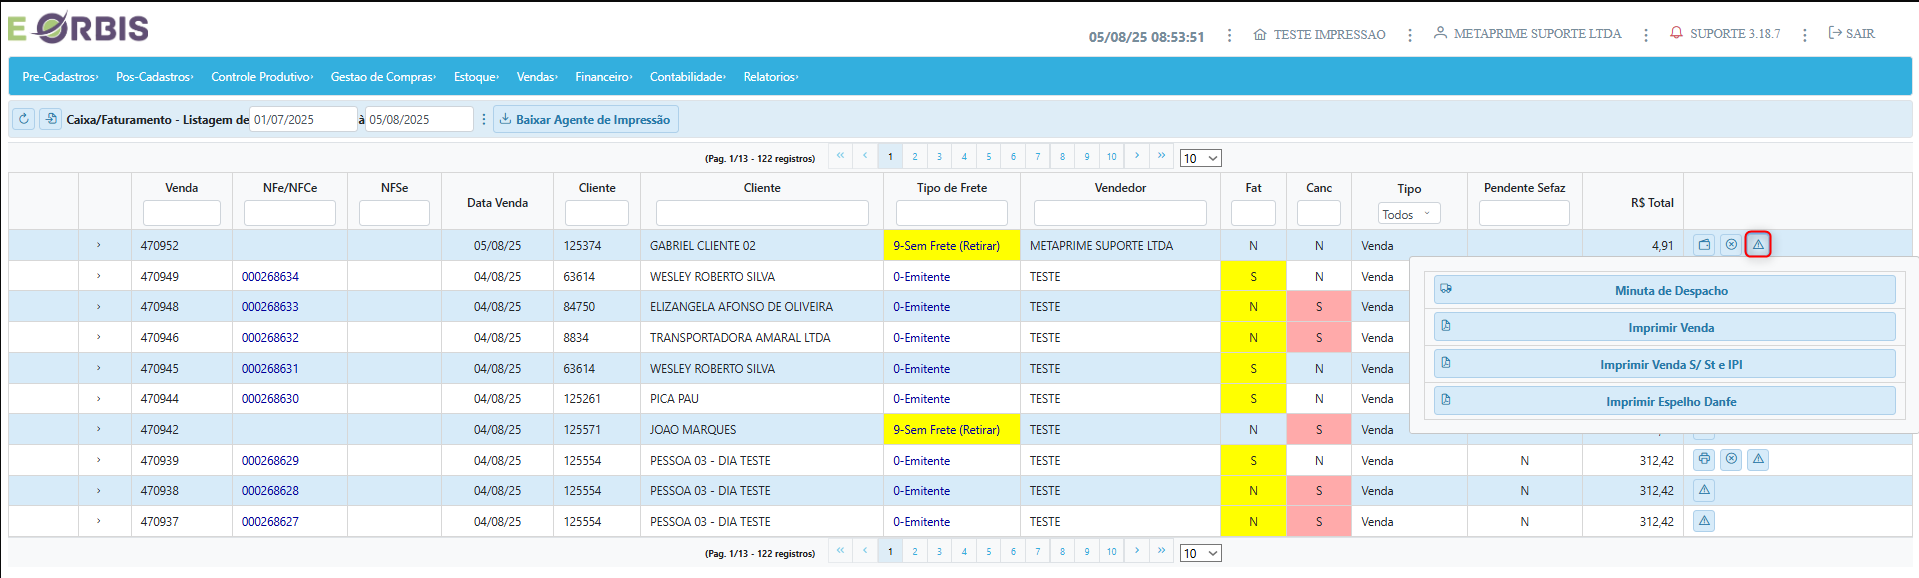 E ORBIS
05/08/25 08:53:51 TESTE IMPRESSAO METAPRIME SUPORTE LTDA SUPORTE 3.18.7 SAIR
Pre-Cadastros› Pos-Cadastros› Controle Produtivo› Gestao de Compras› Estoque› Vendas› Financeiro› Contabilidade› Relatorios›
Caixa/Faturamento - Listagem de 01/07/2025 à 05/08/2025 Baixar Agente de Impressão
(Pag. 1/13 - 122 registros) « ‹ 1 2 3 4 5 6 7 8 9 10 › » 10
Venda NFe/NFCe NFSe Data Venda Cliente Cliente Tipo de Frete Vendedor Fat Canc Tipo Pendente Sefaz R$ Total
Todos
470952 05/08/25 125374 GABRIEL CLIENTE 02 9-Sem Frete (Retirar) METAPRIME SUPORTE LTDA N N Venda 4,91
470949 000268634 04/08/25 63614 WESLEY ROBERTO SILVA 0-Emitente TESTE S N Venda
470948 000268633 04/08/25 84750 ELIZANGELA AFONSO DE OLIVEIRA 0-Emitente TESTE N S Venda
470946 000268632 04/08/25 8834 TRANSPORTADORA AMARAL LTDA 0-Emitente TESTE N S Venda
470945 000268631 04/08/25 63614 WESLEY ROBERTO SILVA 0-Emitente TESTE S N Venda
470944 000268630 04/08/25 125261 PICA PAU 0-Emitente TESTE S N Venda
470942 04/08/25 125571 JOAO MARQUES 9-Sem Frete (Retirar) TESTE N S Venda
470939 000268629 04/08/25 125554 PESSOA 03 - DIA TESTE 0-Emitente TESTE S N Venda N 312,42
470938 000268628 04/08/25 125554 PESSOA 03 - DIA TESTE 0-Emitente TESTE N S Venda N 312,42
470937 000268627 04/08/25 125554 PESSOA 03 - DIA TESTE 0-Emitente TESTE N S Venda N 312,42
Minuta de Despacho
Imprimir Venda
Imprimir Venda S/ St e IPI
Imprimir Espelho Danfe
(Pag. 1/13 - 122 registros) « ‹ 1 2 3 4 5 6 7 8 9 10 › » 10